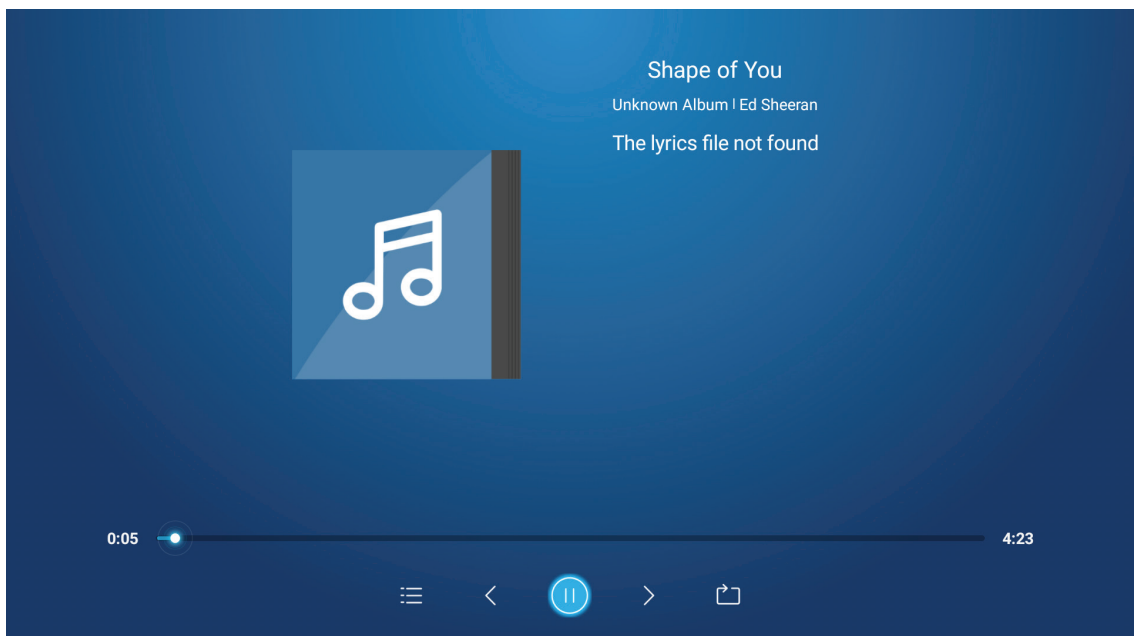 Shape of You
Unknown Album | Ed Sheeran
The lyrics file not found
0:05
4:23